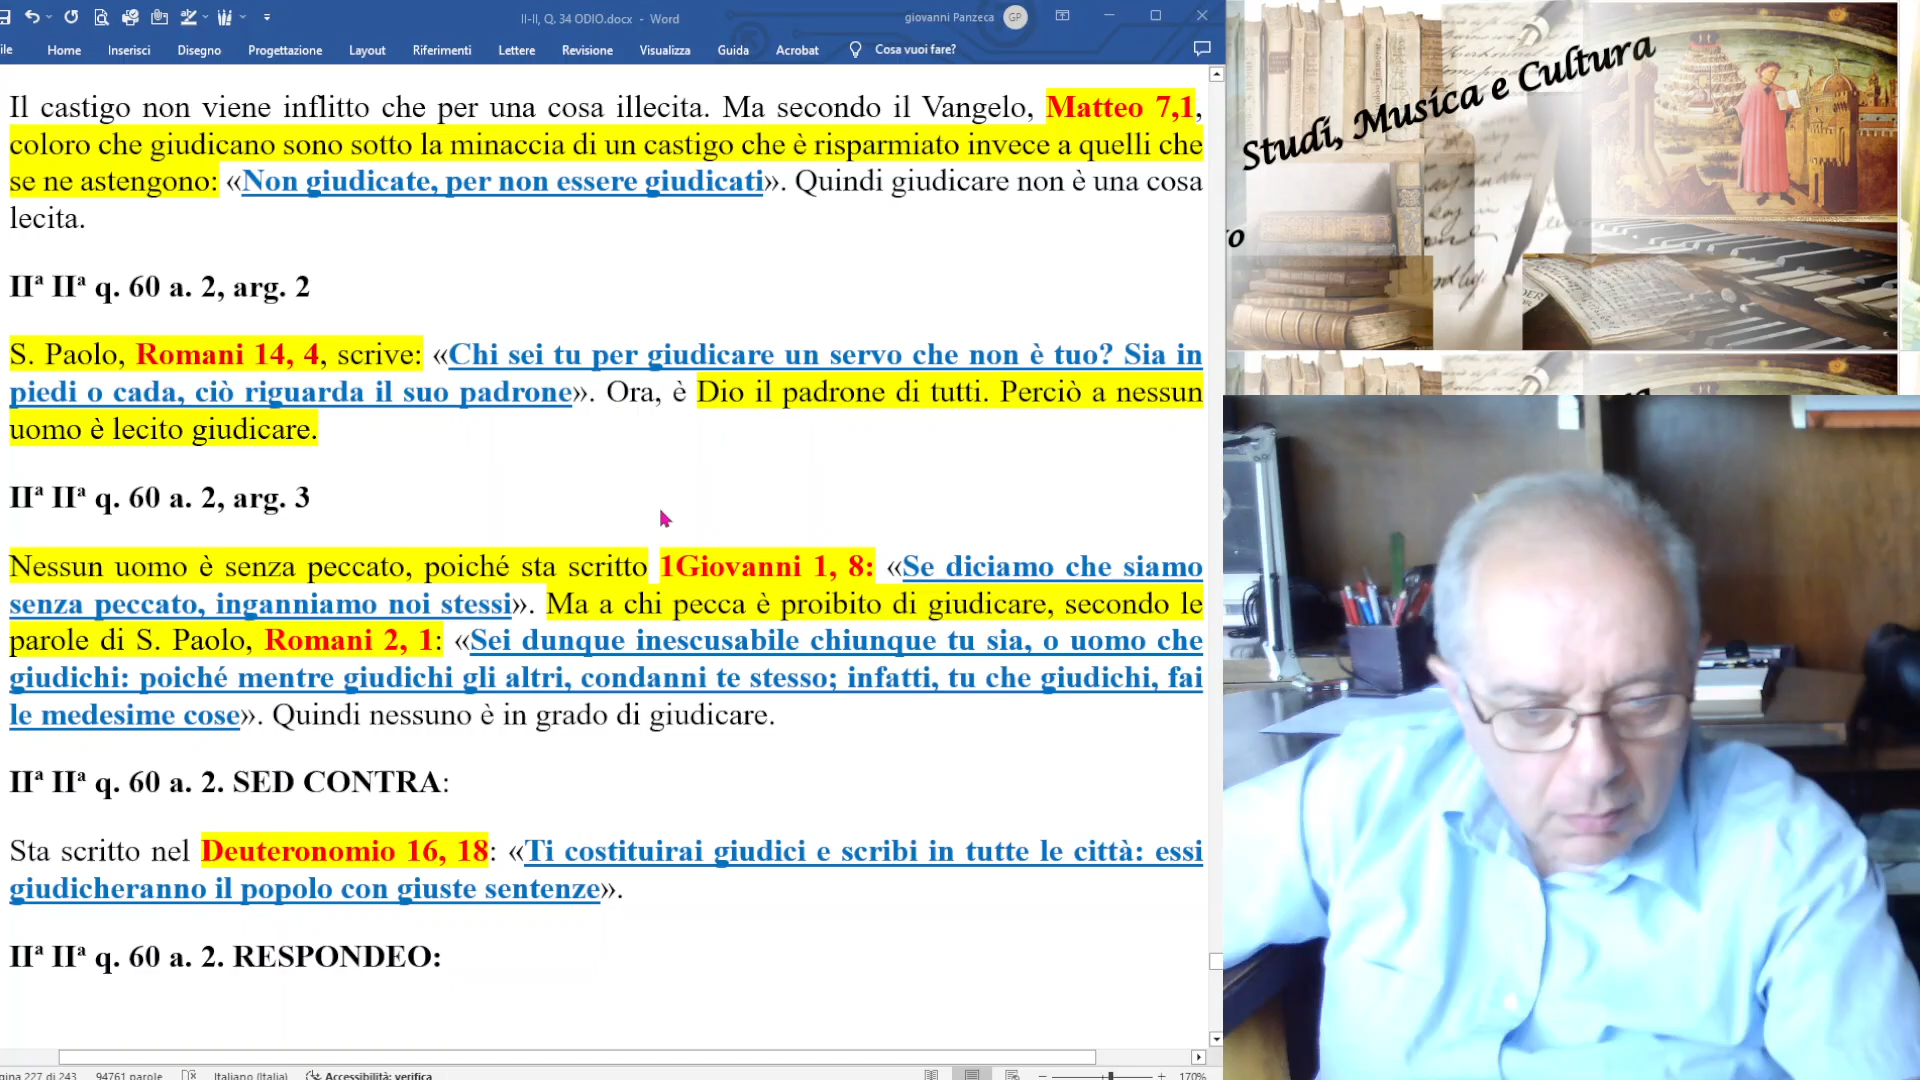 II-II, Q. 34 ODIO.docx - Word
giovanni Panzeca
GP
Home
Inserisci
Disegno
Progettazione
Layout
Riferimenti
Lettere
Revisione
Visualizza
Guida
Acrobat
Cosa vuoi fare?
Il castigo non viene inflitto che per una cosa illecita. Ma secondo il Vangelo, Matteo 7,1,
coloro che giudicano sono sotto la minaccia di un castigo che è risparmiato invece a quelli che
se ne astengono: «Non giudicate, per non essere giudicati». Quindi giudicare non è una cosa
lecita.
IIª IIª q. 60 a. 2, arg. 2
S. Paolo, Romani 14, 4, scrive: «Chi sei tu per giudicare un servo che non è tuo? Sia in
piedi o cada, ciò riguarda il suo padrone». Ora, è Dio il padrone di tutti. Perciò a nessun
uomo è lecito giudicare.
IIª IIª q. 60 a. 2, arg. 3
Nessun uomo è senza peccato, poiché sta scritto 1Giovanni 1, 8: «Se diciamo che siamo
senza peccato, inganniamo noi stessi». Ma a chi pecca è proibito di giudicare, secondo le
parole di S. Paolo, Romani 2, 1: «Sei dunque inescusabile chiunque tu sia, o uomo che
giudichi: poiché mentre giudichi gli altri, condanni te stesso; infatti, tu che giudichi, fai
le medesime cose». Quindi nessuno è in grado di giudicare.
IIª IIª q. 60 a. 2. SED CONTRA:
Sta scritto nel Deuteronomio 16, 18: «Ti costituirai giudici e scribi in tutte le città: essi
giudicheranno il popolo con giuste sentenze».
IIª IIª q. 60 a. 2. RESPONDEO:
227 di 243
94761 parole
Italiano (Italia)
Accessibilità: verifica
170%
Studi, Musica e Cultura